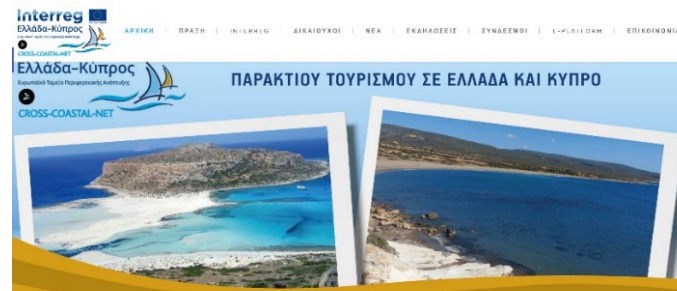 Interreg
Ελλάδα-Κύπρος
CROSS-COASTAL-NET
ΑΡΧΙΚΗ | ΠΡΑΞΗ | INTERREG | ΔΙΚΑΙΟΥΧΟΙ | ΝΕΑ | ΕΚΔΗΛΩΣΕΙΣ | ΣΥΝΔΕΣΜΟΙ | E-PLATFORM | ΕΠΙΚΟΙΝΩΝΙΑ
Ελλάδα-Κύπρος
Ευρωπαϊκό Ταμείο Περιφερειακής Ανάπτυξης
CROSS-COASTAL-NET
ΠΑΡΑΚΤΙΟΥ ΤΟΥΡΙΣΜΟΥ ΣΕ ΕΛΛΑΔΑ ΚΑΙ ΚΥΠΡΟ